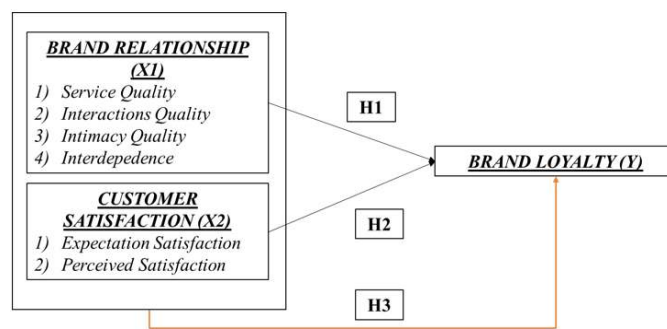 BRAND RELATIONSHIP
(X1)
1) Service Quality
2) Interactions Quality
3) Intimacy Quality
4) Interdepedence
H1
BRAND LOYALTY (Y)
CUSTOMER
SATISFACTION (X2)
1) Expectation Satisfaction
2) Perceived Satisfaction
H2
H3